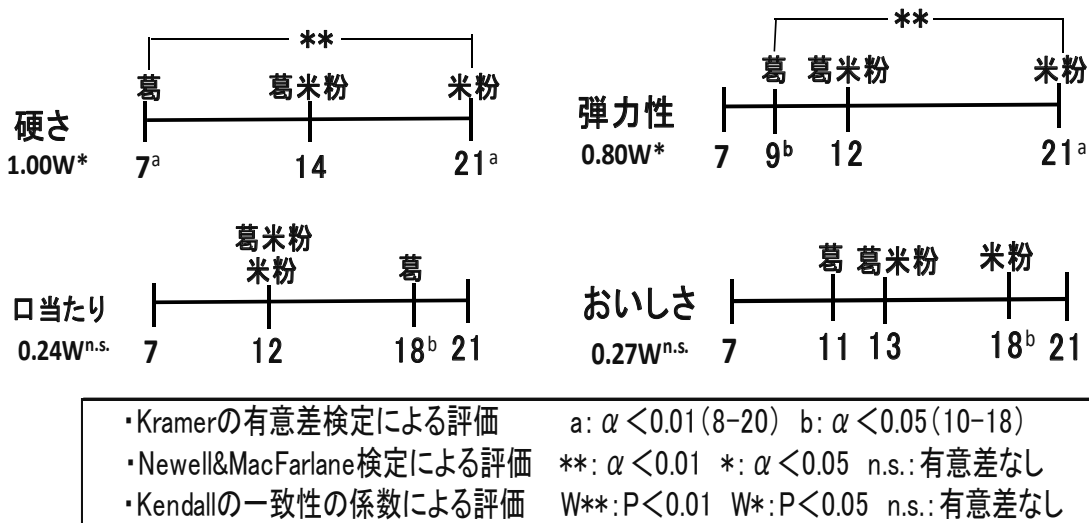 **
葛 葛米粉 米粉
硬さ
1.00W*
7a 14 21a
**
葛 葛米粉 米粉
弾力性
0.80W*
7 9b 12 21a
葛米粉
米粉 葛
口当たり
0.24Wn.s.
7 12 18b 21
葛 葛米粉 米粉
おいしさ
0.27Wn.s.
7 11 13 18b 21
・Kramerの有意差検定による評価 a:α<0.01(8-20) b:α<0.05(10-18)
・Newell&MacFarlane検定による評価 **:α<0.01 *:α<0.05 n.s.:有意差なし
・Kendallの一致性の係数による評価 W**:P<0.01 W*:P<0.05 n.s.:有意差なし